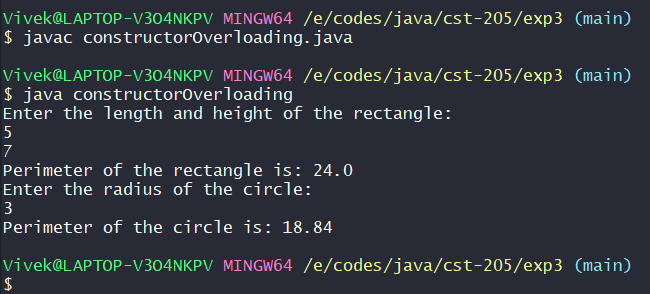 Vivek@LAPTOP-V3O4NKPV MINGW64 /e/codes/java/cst-205/exp3 (main)
$ javac constructorOverloading.java
Vivek@LAPTOP-V3O4NKPV MINGW64 /e/codes/java/cst-205/exp3 (main)
$ java constructorOverloading
Enter the length and height of the rectangle:
5
7
Perimeter of the rectangle is: 24.0
Enter the radius of the circle:
3
Perimeter of the circle is: 18.84
Vivek@LAPTOP-V3O4NKPV MINGW64 /e/codes/java/cst-205/exp3 (main)
$